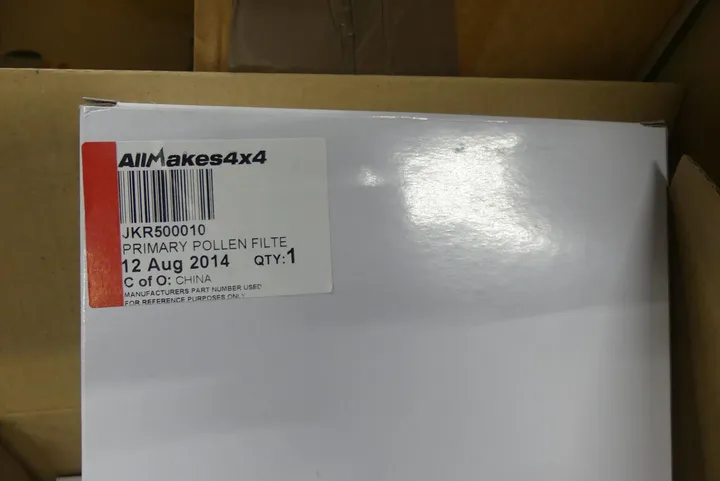 AllMakes4x4
JKR500010
PRIMARY POLLEN FILTE
12 Aug 2014 QTY:1
C of O: CHINA
MANUFACTURERS PART NUMBER USED
FOR REFERENCE PURPOSES ONLY